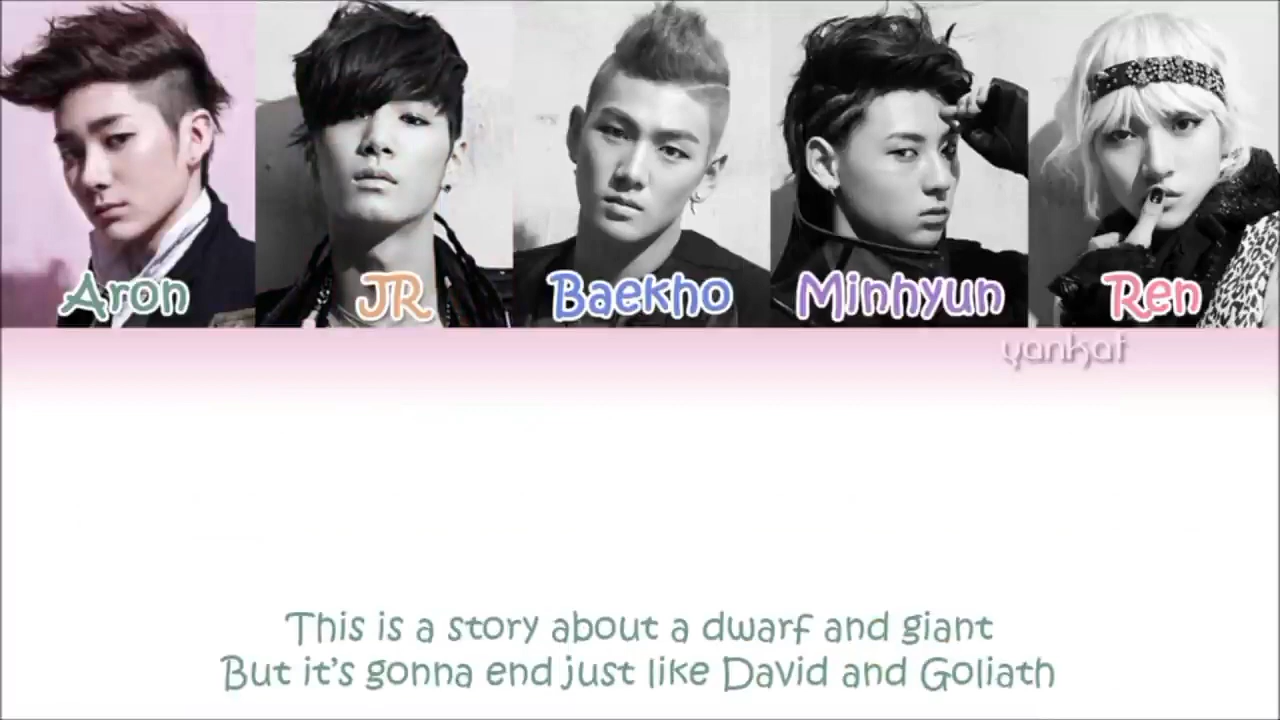 Aron JR Baekho Minhyun Ren
yankat
This is a story about a dwarf and giant
But it's gonna end just like David and Goliath